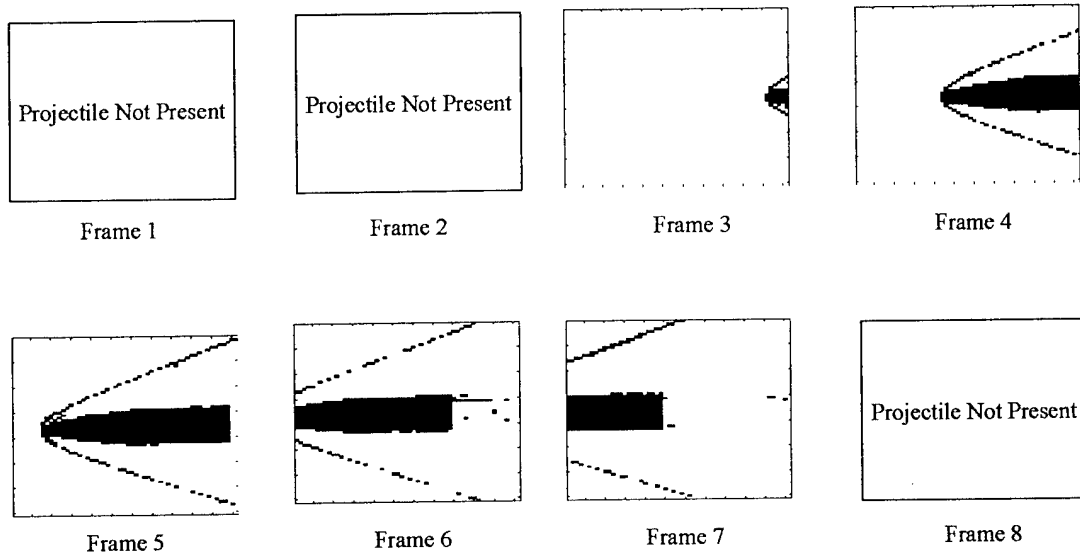 Projectile Not Present
Projectile Not Present
Frame 1
Frame 2
Frame 3
Frame 4
Projectile Not Present
Frame 5
Frame 6
Frame 7
Frame 8